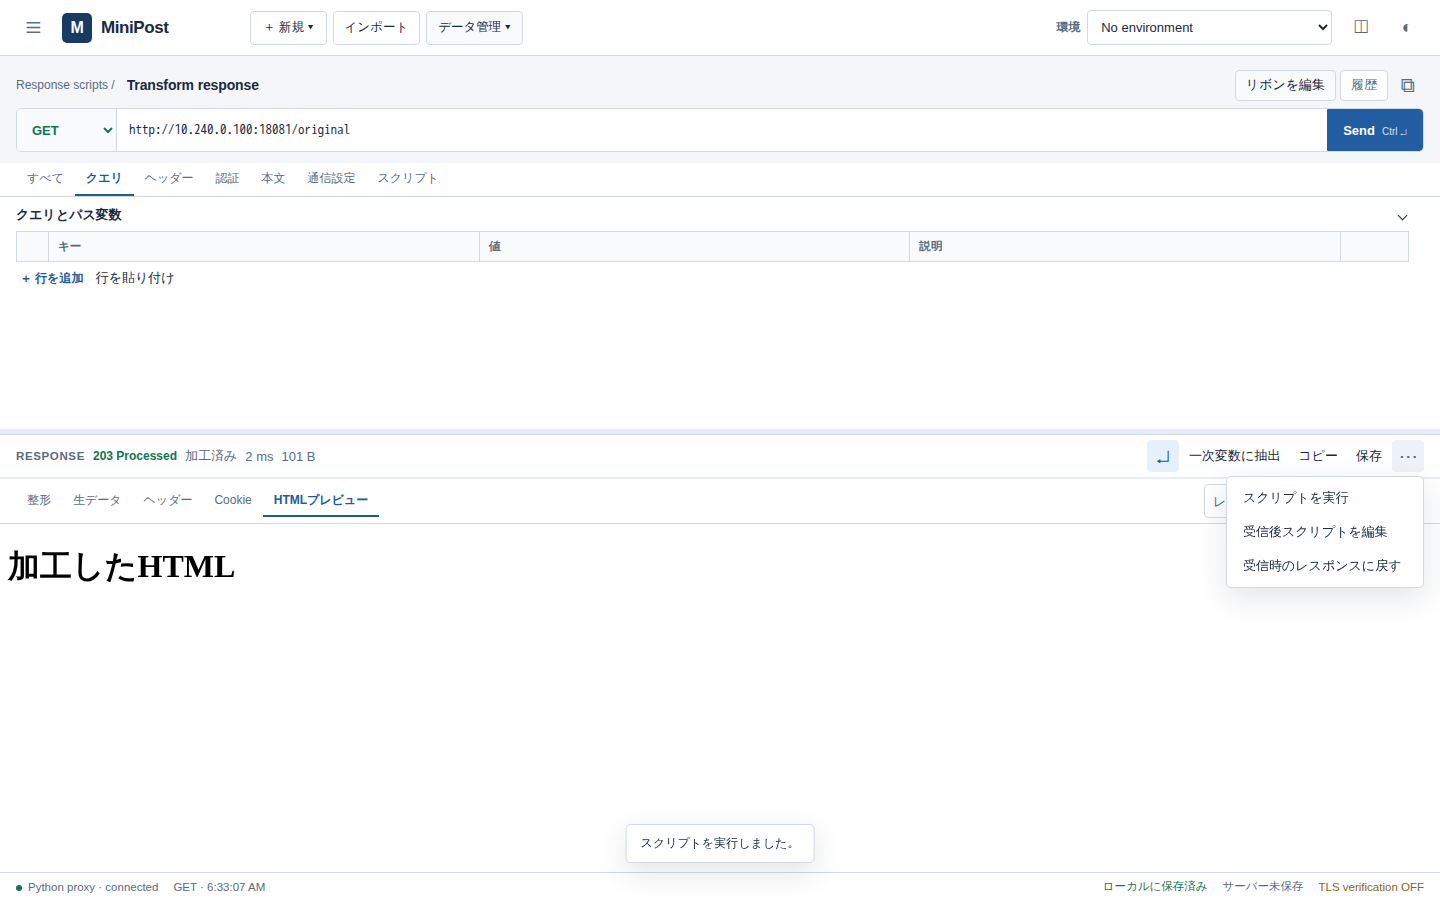 M MiniPost ＋ 新規 ▾ インポート データ管理 ▾ 環境 No environment
Response scripts / Transform response リボンを編集 履歴
GET http://10.240.0.100:18081/original Send Ctrl ↵
すべて クエリ ヘッダー 認証 本文 通信設定 スクリプト
クエリとパス変数
キー 値 説明
+ 行を追加 行を貼り付け
RESPONSE 203 Processed 加工済み 2 ms 101 B 一次変数に抽出 コピー 保存 ···
整形 生データ ヘッダー Cookie HTMLプレビュー レ
スクリプトを実行
受信後スクリプトを編集
受信時のレスポンスに戻す
加工したHTML
スクリプトを実行しました。
Python proxy · connected GET · 6:33:07 AM ローカルに保存済み サーバー未保存 TLS verification OFF